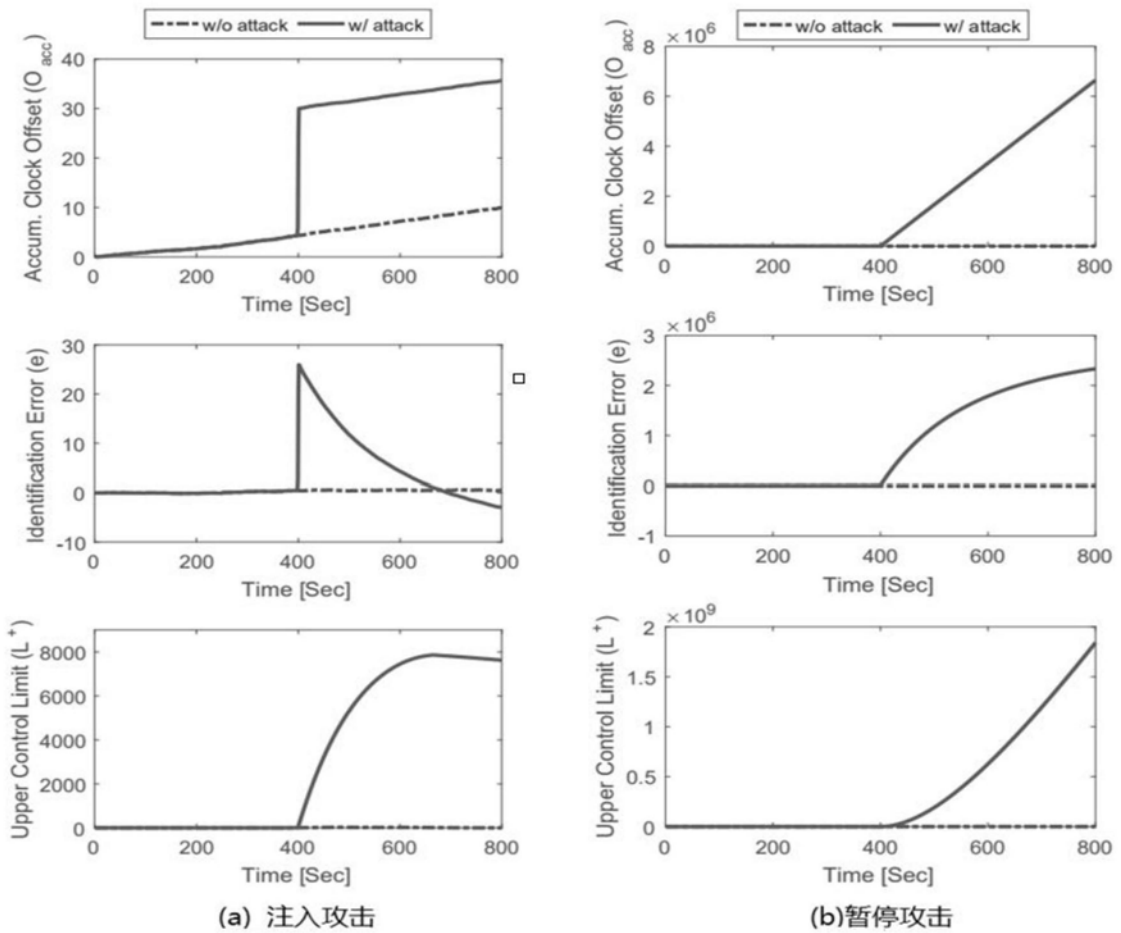 w/o attack w/ attack
Accum. Clock Offset (O acc)
40
30
20
10
0
0 200 400 600 800
Time [Sec]
Identification Error (e)
30
20
10
0
-10
0 200 400 600 800
Time [Sec]
Upper Control Limit (L+)
8000
6000
4000
2000
0
0 200 400 600 800
Time [Sec]
(a) 注入攻击
w/o attack w/ attack
× 10⁶
Accum. Clock Offset (O acc)
8
6
4
2
0
0 200 400 600 800
Time [Sec]
× 10⁶
Identification Error (e)
3
2
1
0
-1
0 200 400 600 800
Time [Sec]
× 10⁹
Upper Control Limit (L+)
2
1.5
1
0.5
0
0 200 400 600 800
Time [Sec]
(b)暂停攻击